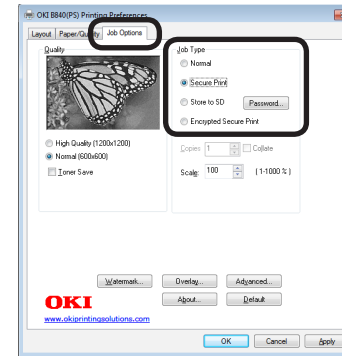 OKI B840(PS) Printing Preferences
Layout Paper/Quality Job Options
Quality
High Quality (1200x1200)
Normal (600x600)
Toner Save
Job Type
Normal
Secure Print
Store to SD Password...
Encrypted Secure Print
Copies 1 Collate
Scale: 100 (1-1000 %)
Watermark... Overlay... Advanced...
OKI About... Default
www.okiprintingsolutions.com
OK Cancel Apply